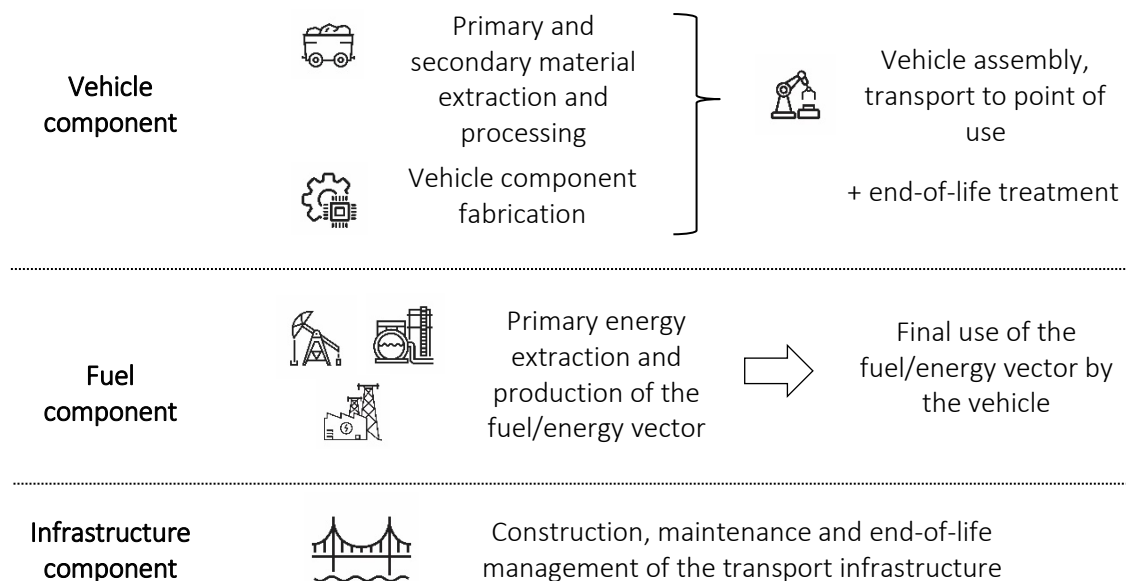 Vehicle
component
Primary and
secondary material
extraction and
processing
Vehicle component
fabrication
Vehicle assembly,
transport to point of
use
+ end-of-life treatment
Fuel
component
Primary energy
extraction and
production of the
fuel/energy vector
Final use of the
fuel/energy vector by
the vehicle
Infrastructure
component
Construction, maintenance and end-of-life
management of the transport infrastructure